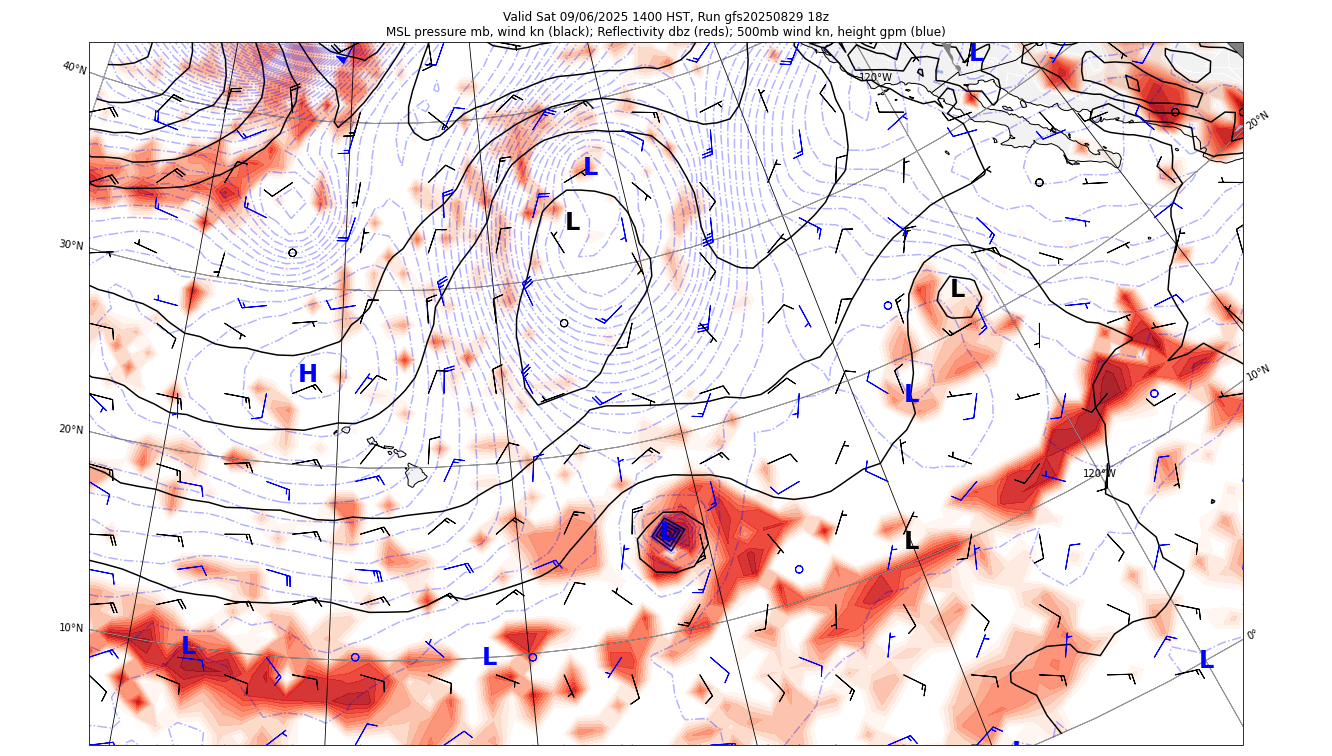 Valid Sat 09/06/2025 1400 HST, Run gfs20250829 18z
MSL pressure mb, wind kn (black); Reflectivity dbz (reds); 500mb wind kn, height gpm (blue)
L
40°N
120°W
20°N
L
L
30°N
L
H
10°N
L
20°N
120°W
L
L
10°N
0°
L
L
L